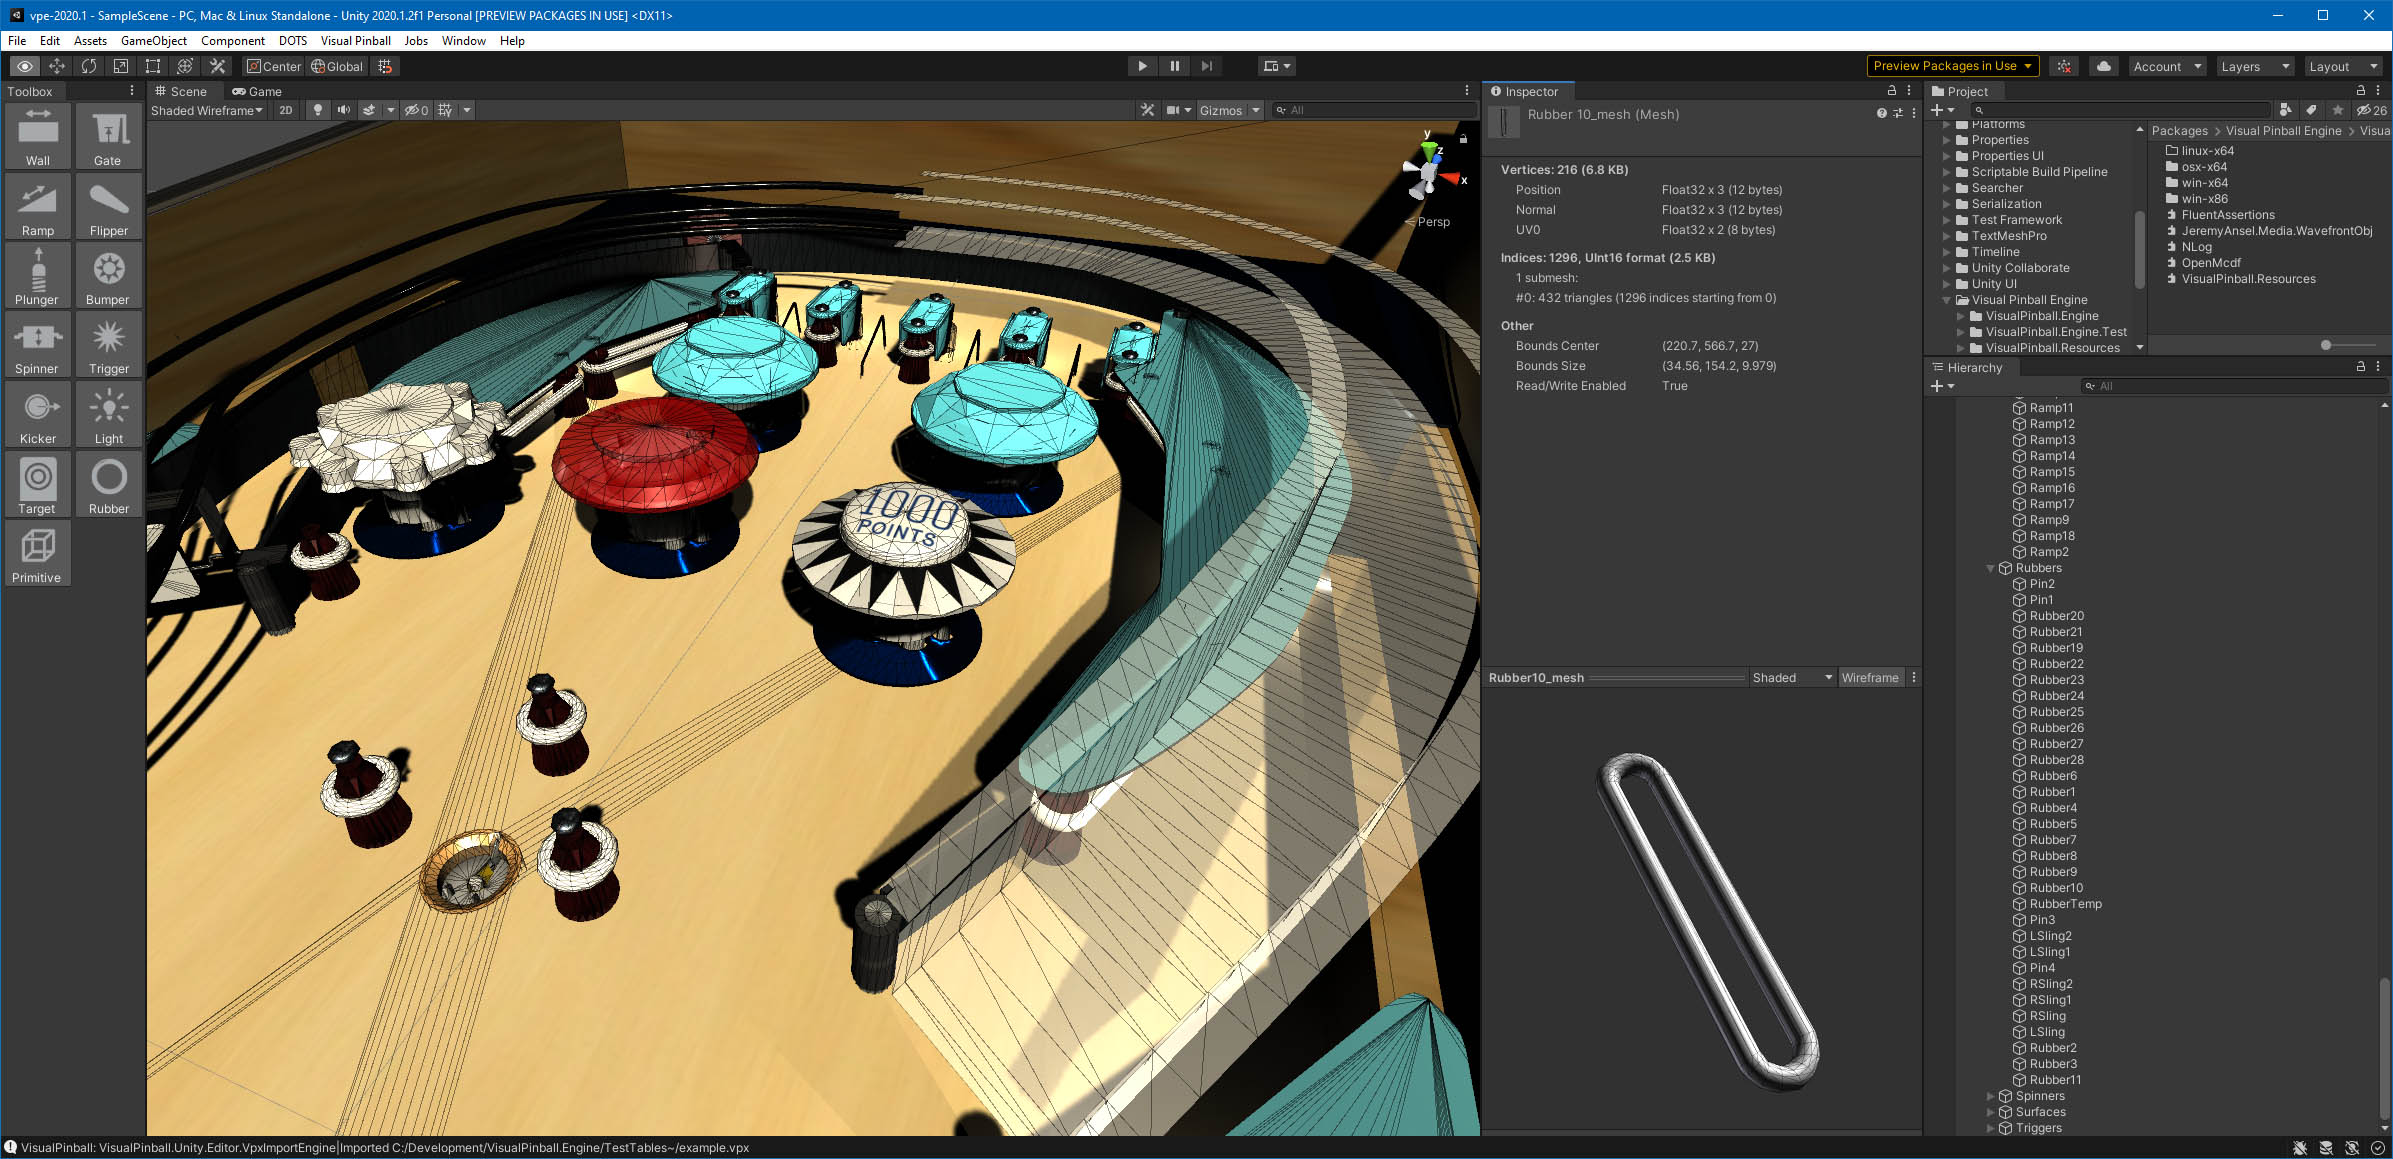 vpe-2020.1 - SampleScene - PC, Mac & Linux Standalone - Unity 2020.1.2f1 Personal [PREVIEW PACKAGES IN USE] <DX11>
File Edit Assets GameObject Component DOTS Visual Pinball Jobs Window Help
Center Global Preview Packages in Use Account Layers Layout
Toolbox
Wall Gate
Ramp Flipper
Plunger Bumper
Spinner Trigger
Kicker Light
Target Rubber
Primitive
Scene Game
Shaded Wireframe 2D 0 Gizmos All
y
z
x
Persp
1000
POINTS
Inspector
Rubber 10_mesh (Mesh)
Vertices: 216 (6.8 KB)
Position Float32 x 3 (12 bytes)
Normal Float32 x 3 (12 bytes)
UV0 Float32 x 2 (8 bytes)
Indices: 1296, UInt16 format (2.5 KB)
1 submesh:
#0: 432 triangles (1296 indices starting from 0)
Other
Bounds Center (220.7, 566.7, 27)
Bounds Size (34.56, 154.2, 9.979)
Read/Write Enabled True
Rubber10_mesh Shaded Wireframe
Project
26
Platforms
Properties
Properties UI
Scriptable Build Pipeline
Searcher
Serialization
Test Framework
TextMeshPro
Timeline
Unity Collaborate
Unity UI
Visual Pinball Engine
VisualPinball.Engine
VisualPinball.Engine.Test
VisualPinball.Resources
Packages > Visual Pinball Engine > Visua
linux-x64
osx-x64
win-x64
win-x86
FluentAssertions
JeremyAnsel.Media.WavefrontObj
NLog
OpenMcdf
VisualPinball.Resources
Hierarchy
All
Ramp11
Ramp12
Ramp13
Ramp14
Ramp15
Ramp16
Ramp17
Ramp9
Ramp18
Ramp2
Rubbers
Pin2
Pin1
Rubber20
Rubber21
Rubber19
Rubber22
Rubber23
Rubber24
Rubber25
Rubber26
Rubber27
Rubber28
Rubber6
Rubber1
Rubber4
Rubber5
Rubber7
Rubber8
Rubber9
Rubber10
RubberTemp
Pin3
LSling2
LSling1
Pin4
RSling2
RSling1
RSling
LSling
Rubber2
Rubber3
Rubber11
Spinners
Surfaces
Triggers
VisualPinball: VisualPinball.Unity.Editor.VpxImportEngine|Imported C:/Development/VisualPinball.Engine/TestTables~/example.vpx